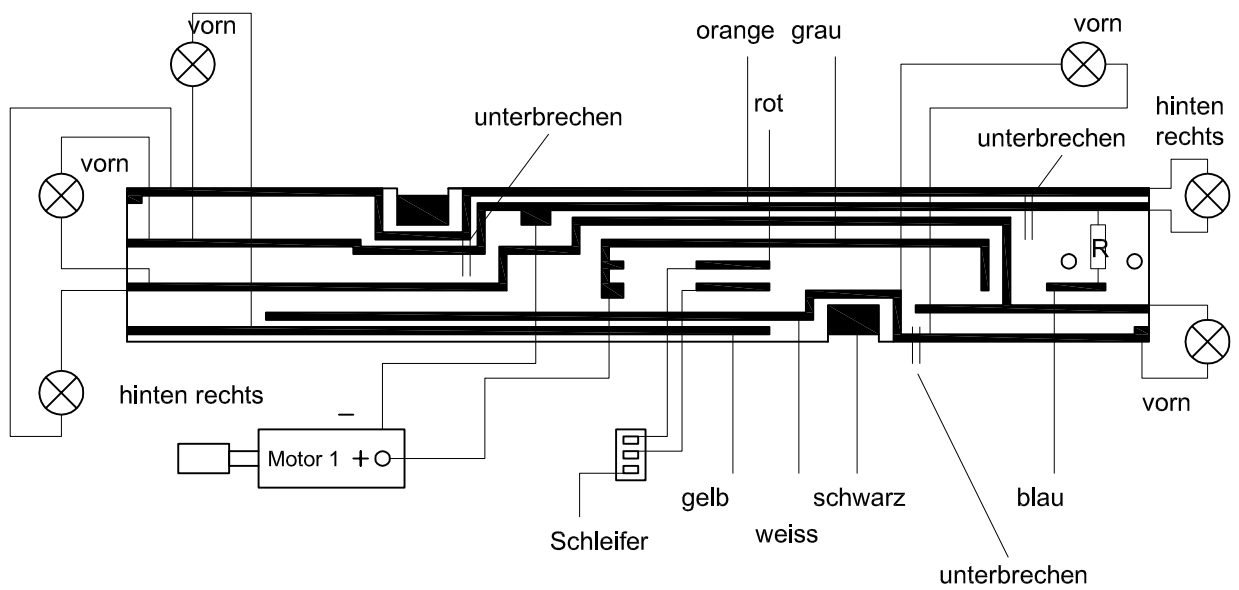 vorn
orange grau
vorn
rot
hinten
rechts
unterbrechen
unterbrechen
vorn
R
hinten rechts
vorn
–
Motor 1 +
gelb
schwarz
blau
weiss
Schleifer
unterbrechen